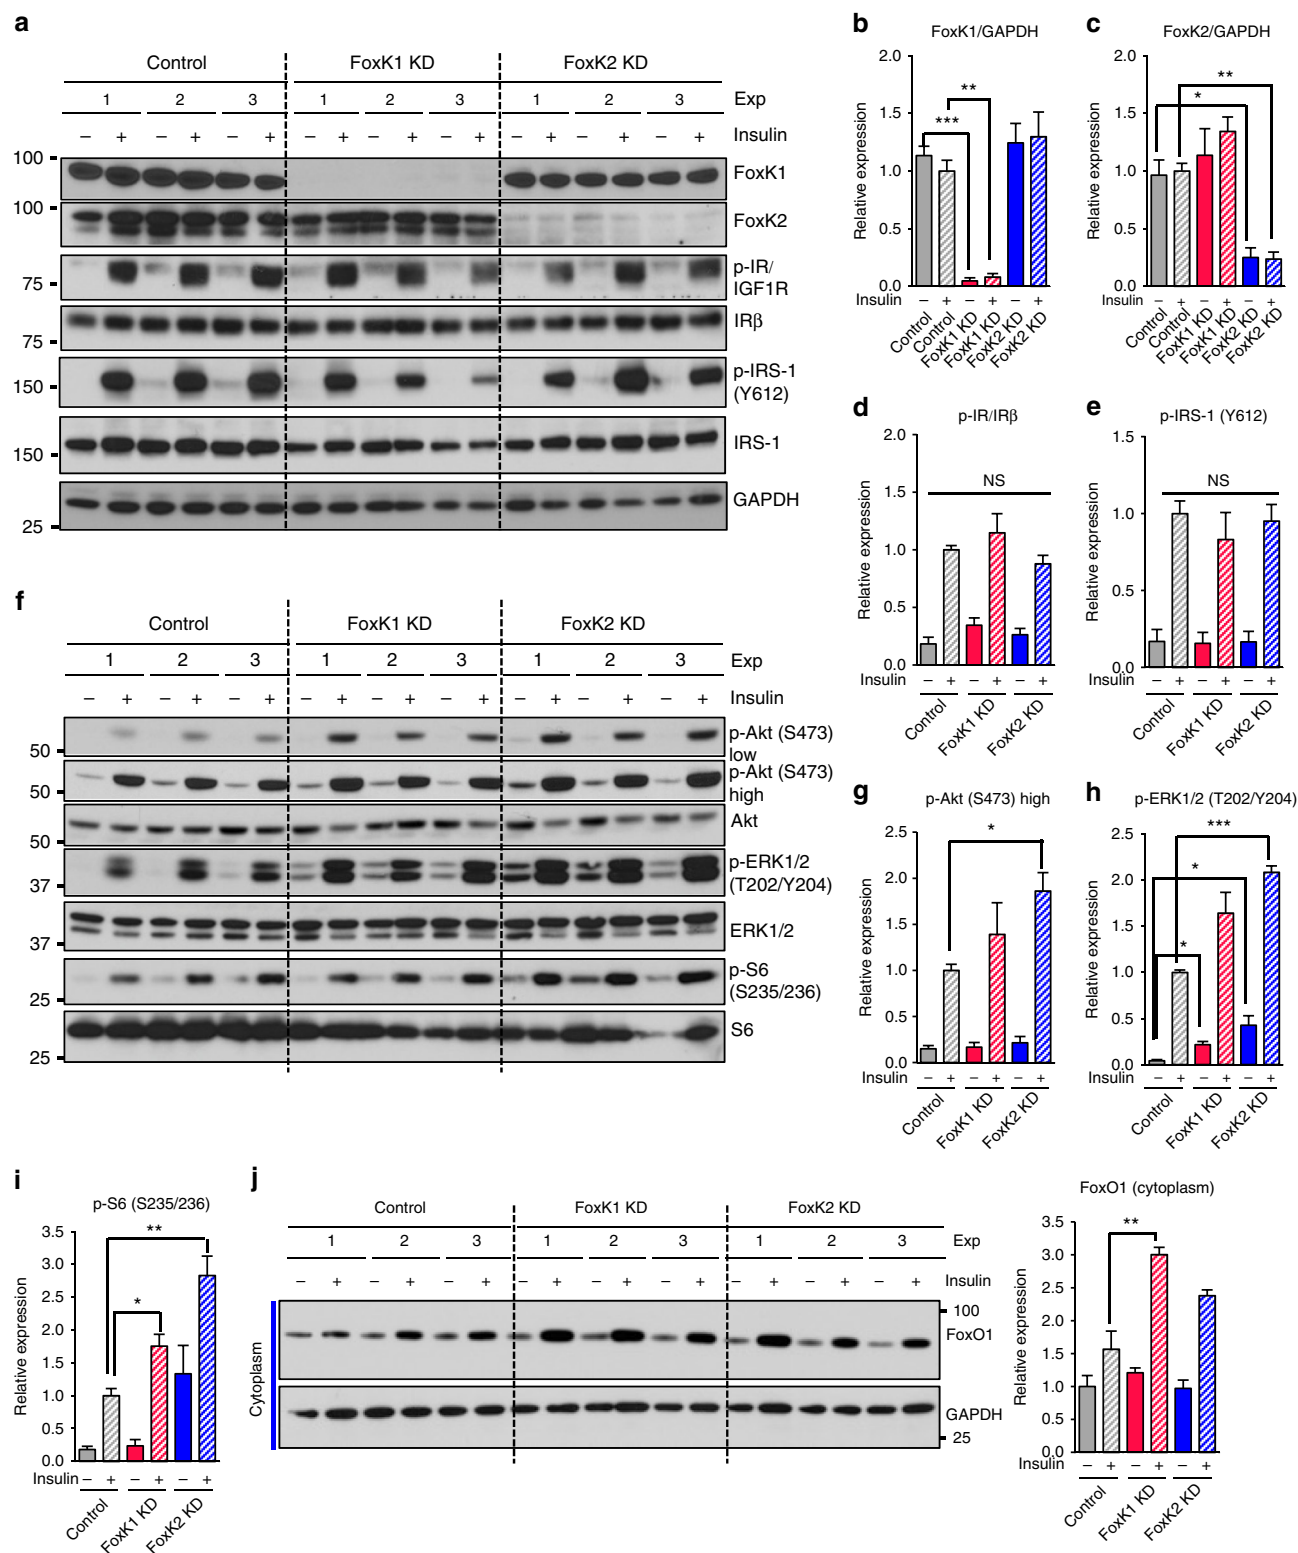 a
Control FoxK1 KD FoxK2 KD
1 2 3 1 2 3 1 2 3 Exp
– + – + – + – + – + – + – + – + – + Insulin
100
FoxK1
100
FoxK2
p-IR/
IGF1R
75
IRβ
75
p-IRS-1
(Y612)
150
IRS-1
150
GAPDH
25
b
FoxK1/GAPDH
Relative expression
2.0
1.5
1.0
0.5
0.0
** 
***
Insulin – + – + – +
Control Control FoxK1 KD FoxK1 KD FoxK2 KD FoxK2 KD
c
FoxK2/GAPDH
Relative expression
2.0
1.5
1.0
0.5
0.0
**
*
Insulin – + – + – +
Control Control FoxK1 KD FoxK1 KD FoxK2 KD FoxK2 KD
d
p-IR/IRβ
Relative expression
2.0
1.5
1.0
0.5
0.0
NS
Insulin – + – + – +
Control FoxK1 KD FoxK2 KD
e
p-IRS-1 (Y612)
Relative expression
1.5
1.0
0.5
0.0
NS
Insulin – + – + – +
Control FoxK1 KD FoxK2 KD
f
Control FoxK1 KD FoxK2 KD
1 2 3 1 2 3 1 2 3 Exp
– + – + – + – + – + – + – + – + – + Insulin
p-Akt (S473)
low
50
p-Akt (S473)
high
50
Akt
50
p-ERK1/2
(T202/Y204)
37
ERK1/2
37
p-S6
(S235/236)
25
S6
25
g
p-Akt (S473) high
Relative expression
2.5
2.0
1.5
1.0
0.5
0.0
*
Insulin – + – + – +
Control FoxK1 KD FoxK2 KD
h
p-ERK1/2 (T202/Y204)
Relative expression
2.5
2.0
1.5
1.0
0.5
0.0
***
*
*
Insulin – + – + – +
Control FoxK1 KD FoxK2 KD
i
p-S6 (S235/236)
Relative expression
3.5
3.0
2.5
2.0
1.5
1.0
0.5
0.0
**
*
Insulin – + – + – +
Control FoxK1 KD FoxK2 KD
j
Control FoxK1 KD FoxK2 KD
1 2 3 1 2 3 1 2 3 Exp
– + – + – + – + – + – + – + – + – + Insulin
Cytoplasm
100
FoxO1
GAPDH
25
FoxO1 (cytoplasm)
Relative expression
3.5
3.0
2.5
2.0
1.5
1.0
0.5
0.0
**
Insulin – + – + – +
Control FoxK1 KD FoxK2 KD